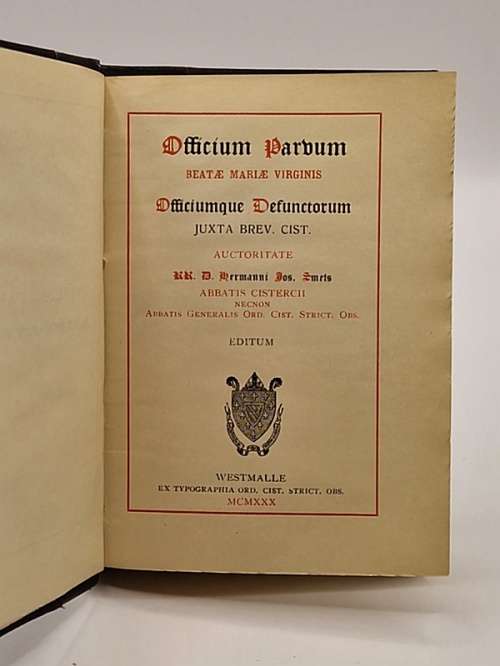 Officium Parvum
BEATÆ MARIÆ VIRGINIS
Officiumque Defunctorum
JUXTA BREV. CIST.
AUCTORITATE
RR. D. Hermanni Jos. Smets
ABBATIS CISTERCII
NECNON
ABBATIS GENERALIS ORD. CIST. STRICT. OBS.
EDITUM
WESTMALLE
EX TYPOGRAPHIA ORD. CIST. STRICT. OBS.
MCMXXX